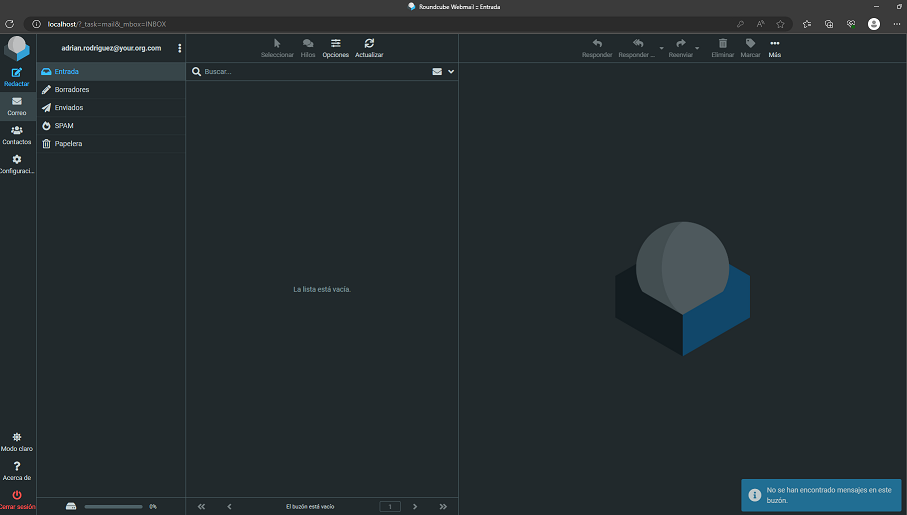 Roundcube Webmail :: Entrada
localhost/?_task=mail&_mbox=INBOX
adrian.rodriguez@your.org.com
Seleccionar Hilos Opciones Actualizar
Responder Responder ... Reenviar Eliminar Marcar Más
Redactar
Correo
Contactos
Configuraci...
Entrada
Borradores
Enviados
SPAM
Papelera
Buscar...
La lista está vacía.
Modo claro
Acerca de
Cerrar sesión
0%
El buzón está vacío
1
No se han encontrado mensajes en este
buzón.